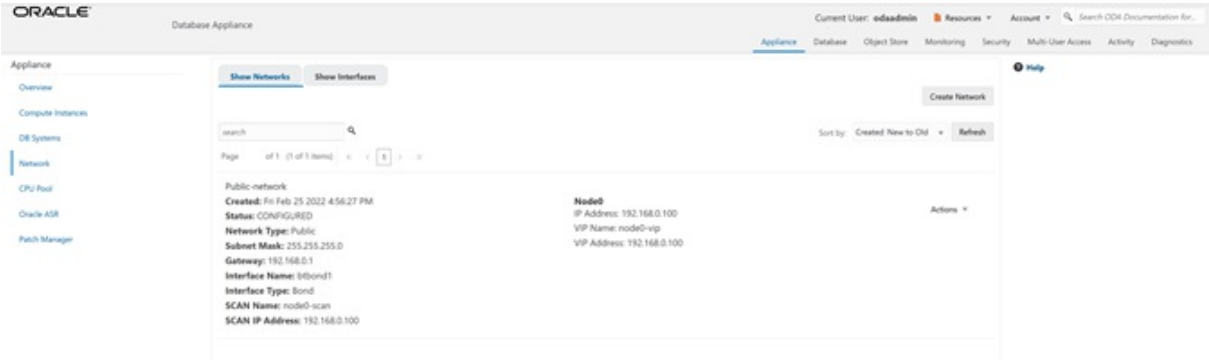 ORACLE
Database Appliance
Current User: odaadmin
Resources
Account
Search ODA Documentation for...
Appliance
Database
Object Store
Monitoring
Security
Multi-User Access
Activity
Diagnostics
Appliance
Overview
Compute Instances
DB Systems
Network
CPU Pool
Oracle ASR
Patch Manager
Show Networks
Show Interfaces
Help
Create Network
search
Sort by: Created: New to Old
Refresh
Page of 1 (1 of 1 items) 1
Public-network
Created: Fri Feb 25 2022 4:56:27 PM
Status: CONFIGURED
Network Type: Public
Subnet Mask: 255.255.255.0
Gateway: 192.168.0.1
Interface Name: btbond1
Interface Type: Bond
SCAN Name: node0-scan
SCAN IP Address: 192.168.0.100
Node0
IP Address: 192.168.0.100
VIP Name: node0-vip
VIP Address: 192.168.0.100
Actions